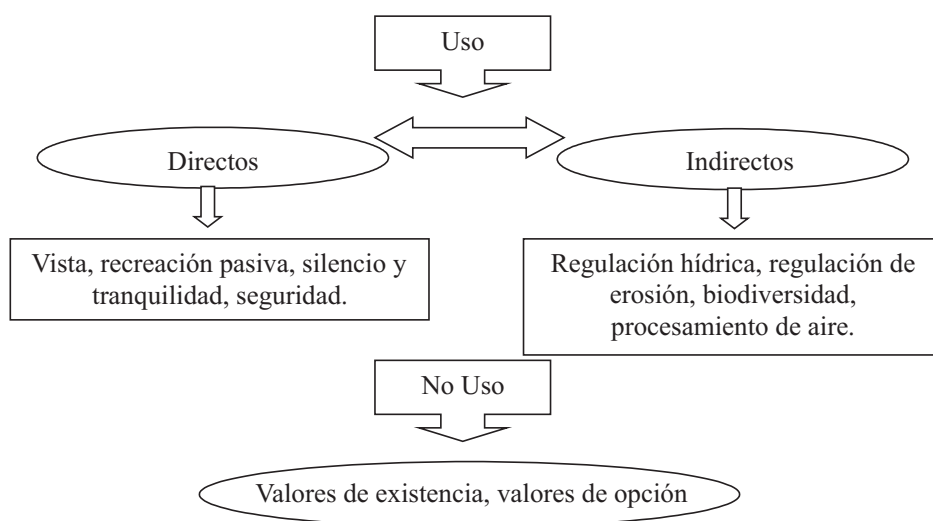 Uso
Directos
Indirectos
Vista, recreación pasiva, silencio y
tranquilidad, seguridad.
Regulación hídrica, regulación de
erosión, biodiversidad,
procesamiento de aire.
No Uso
Valores de existencia, valores de opción